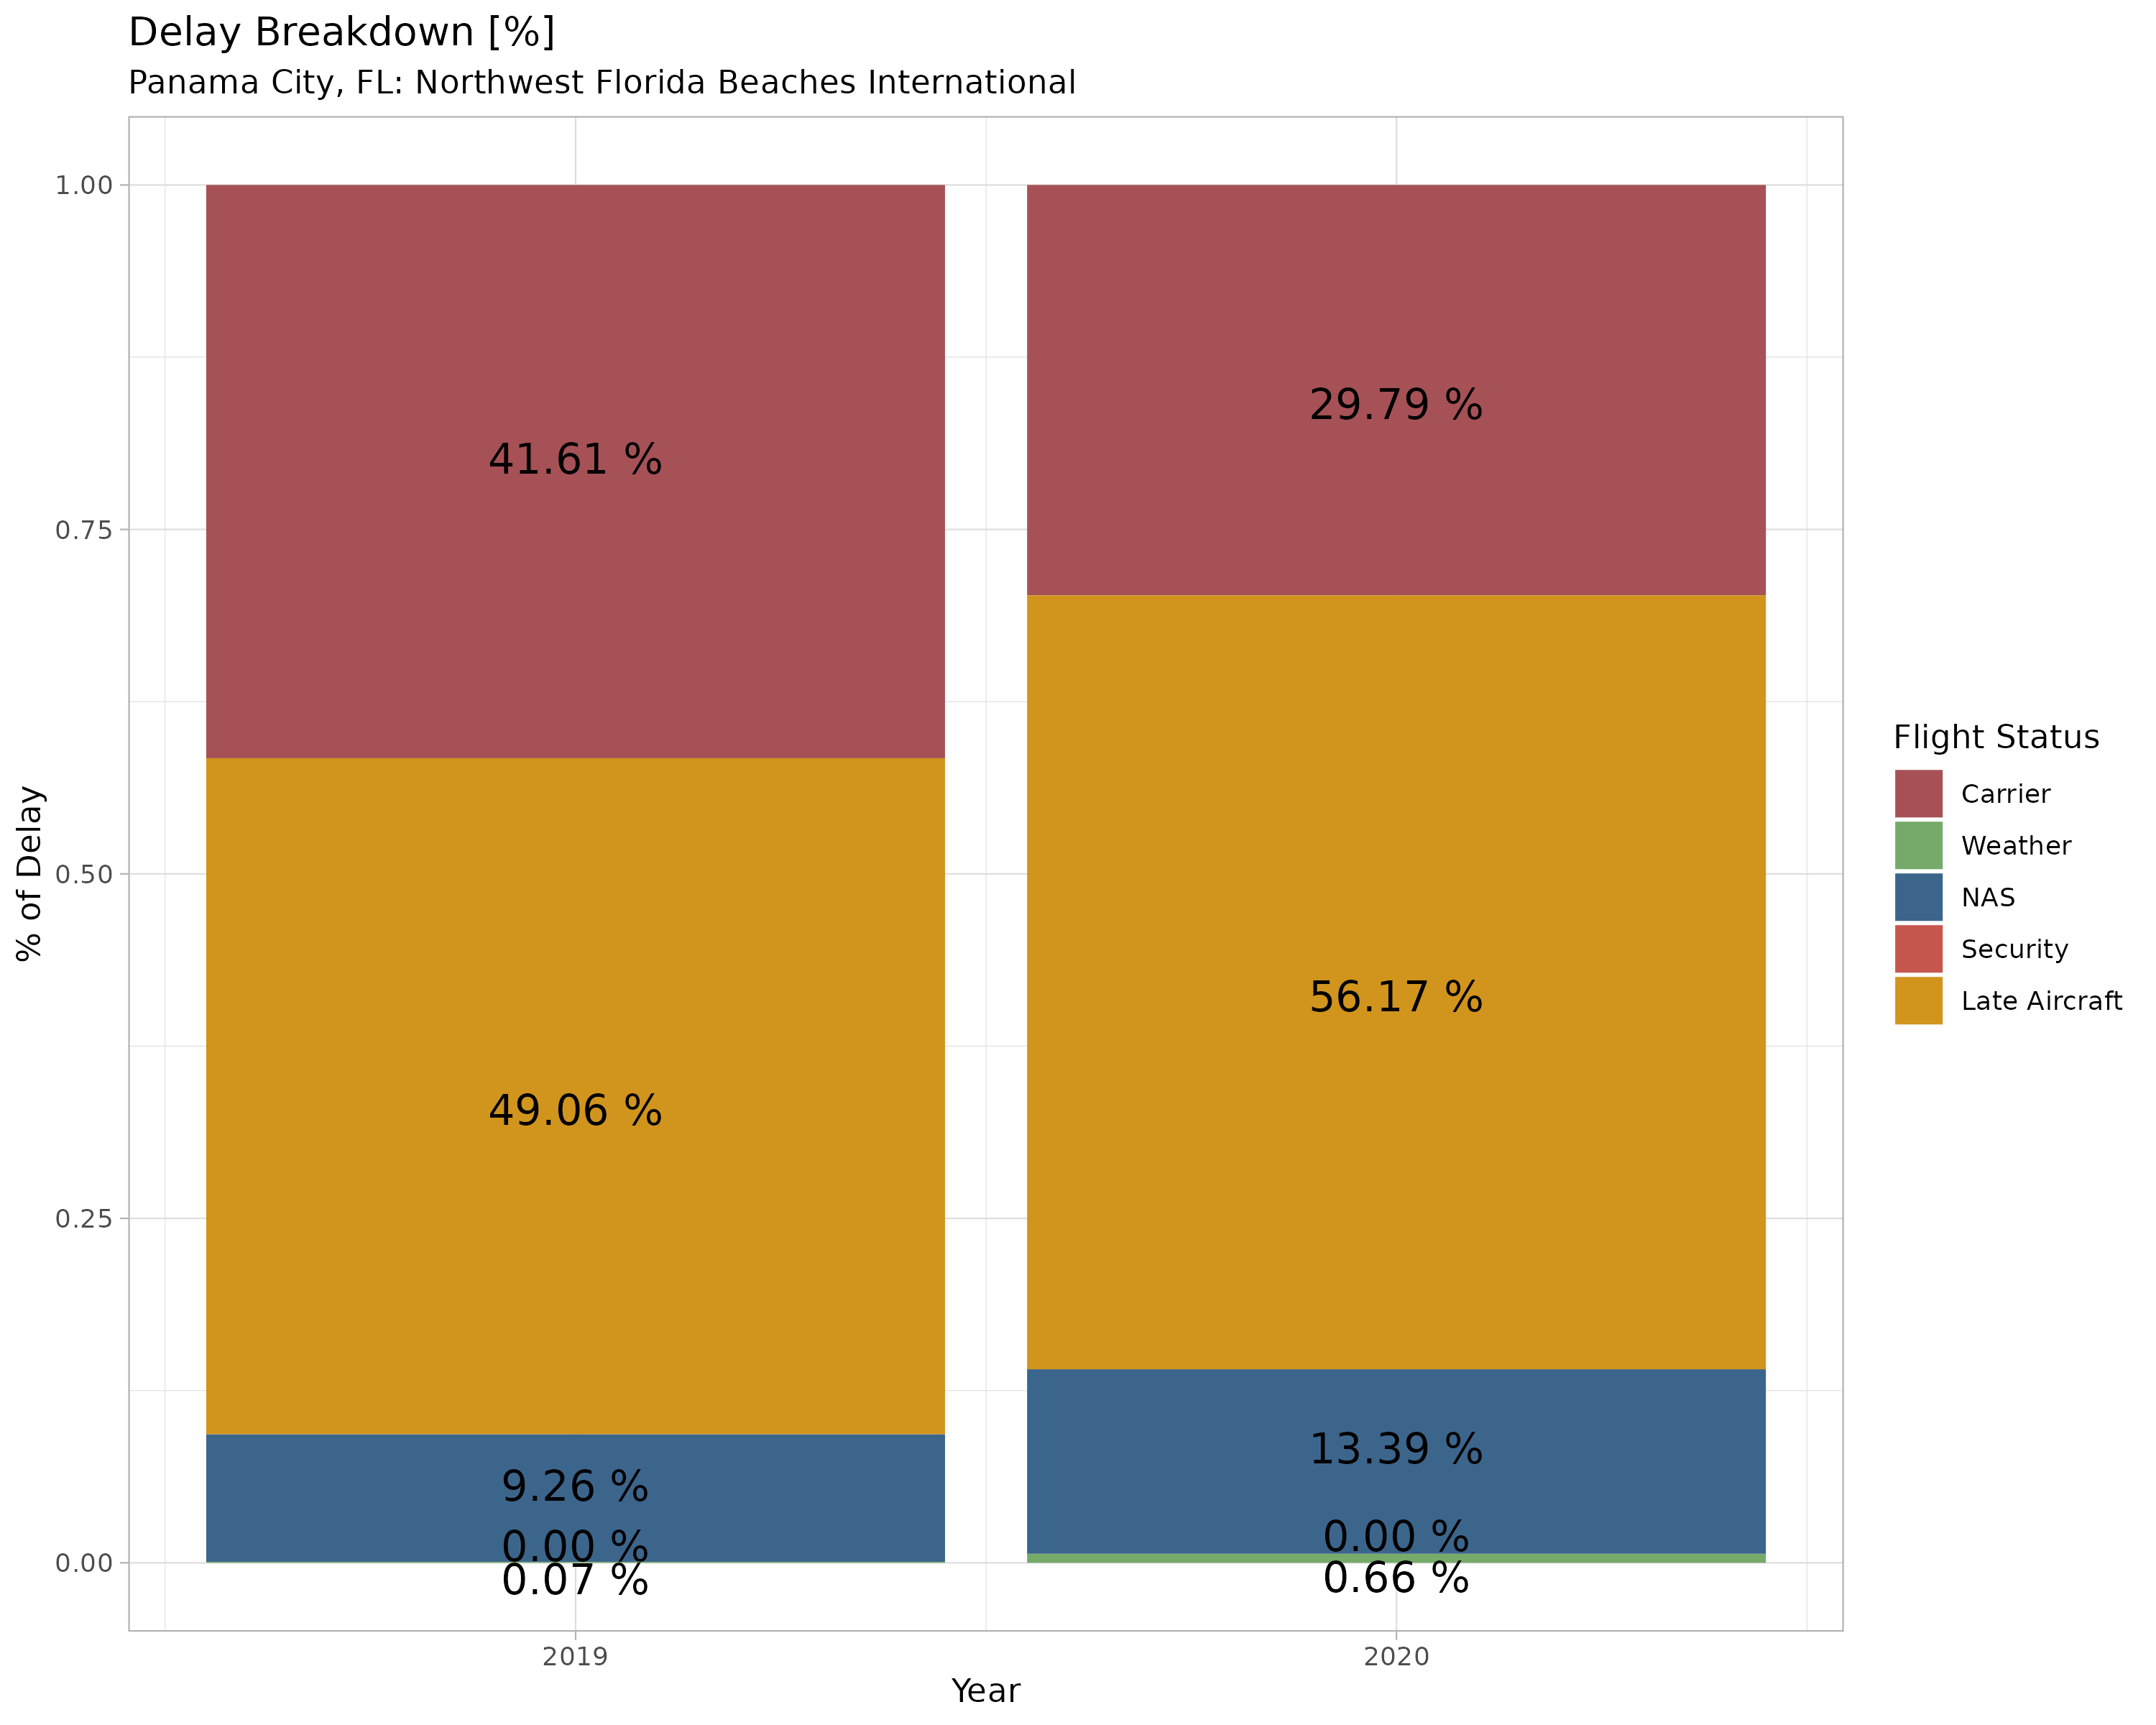 Delay Breakdown [%]
Panama City, FL: Northwest Florida Beaches International
% of Delay
1.00
0.75
0.50
0.25
0.00
41.61 %
49.06 %
9.26 %
0.00 %
0.07 %
29.79 %
56.17 %
13.39 %
0.00 %
0.66 %
2019
2020
Year
Flight Status
Carrier
Weather
NAS
Security
Late Aircraft